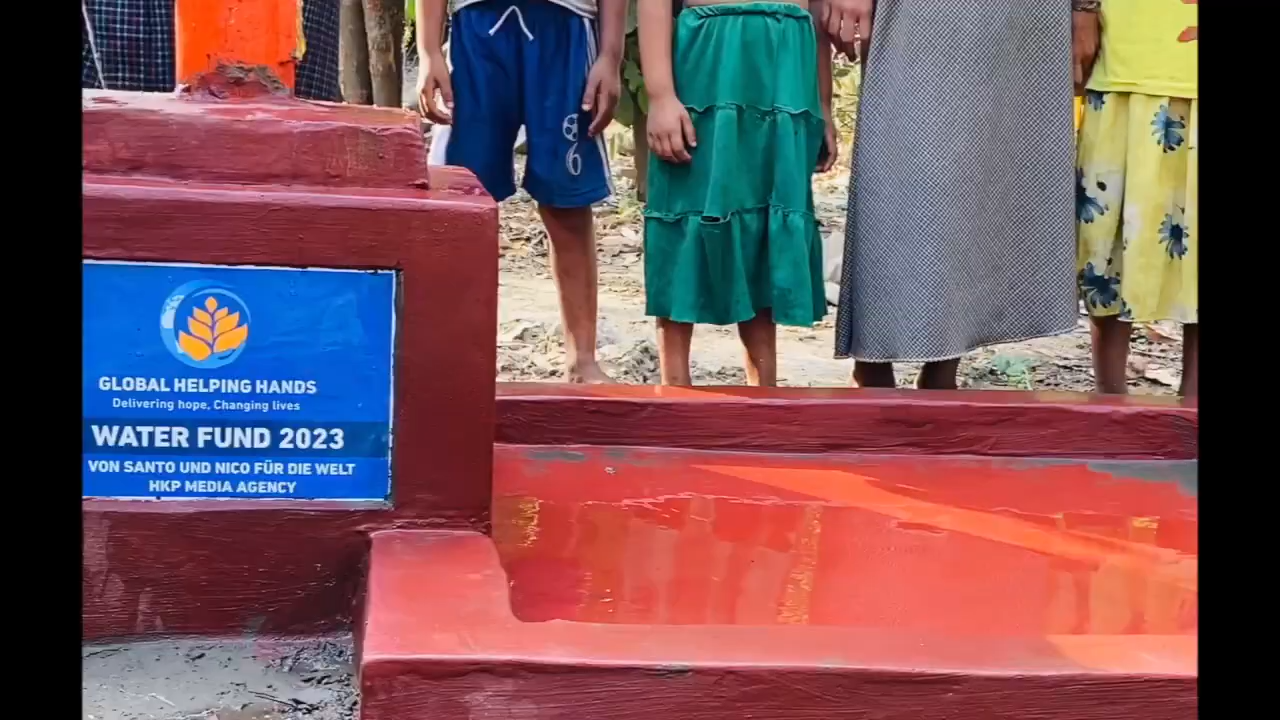 GLOBAL HELPING HANDS
Delivering hope, Changing lives
WATER FUND 2023
VON SANTO UND NICO FÜR DIE WELT
HKP MEDIA AGENCY
86